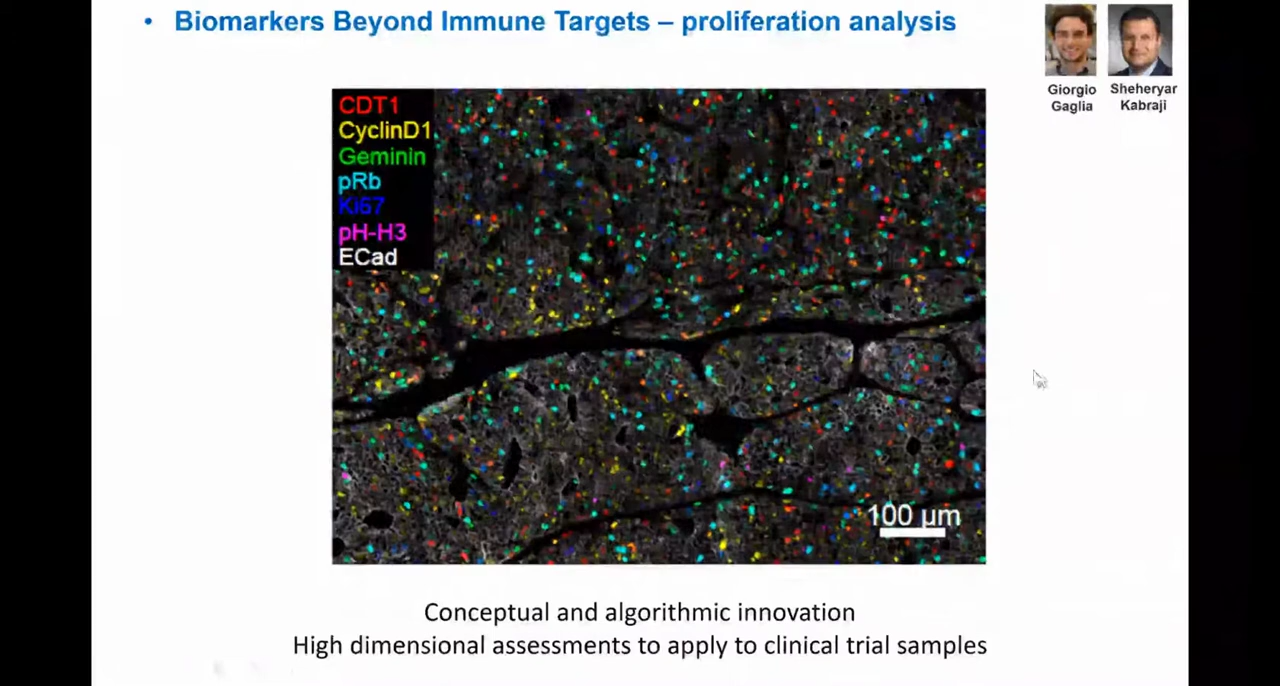 • Biomarkers Beyond Immune Targets – proliferation analysis
Giorgio
Gaglia
Sheheryar
Kabraji
CDT1
CyclinD1
Geminin
pRb
Ki67
pH-H3
ECad
100 µm
Conceptual and algorithmic innovation
High dimensional assessments to apply to clinical trial samples